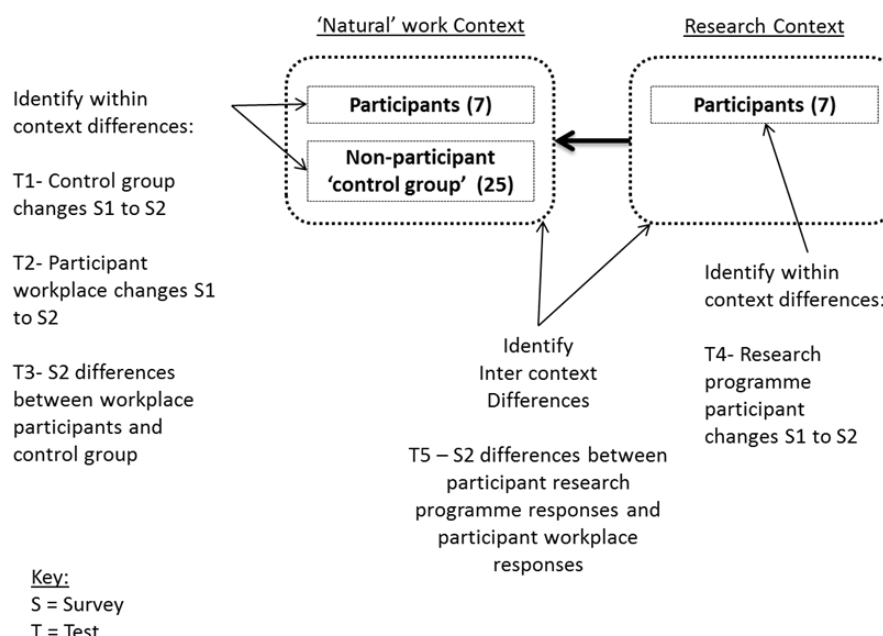 ‘Natural’ work Context
Research Context
Participants (7)
Non-participant
‘control group’ (25)
Participants (7)
Identify within
context differences:
T1- Control group
changes S1 to S2
T2- Participant
workplace changes S1
to S2
T3- S2 differences
between workplace
participants and
control group
Identify
Inter context
Differences
T5 – S2 differences between
participant research
programme responses and
participant workplace
responses
Identify within
context differences:
T4- Research
programme
participant
changes S1 to S2
Key:
S = Survey
T = Test